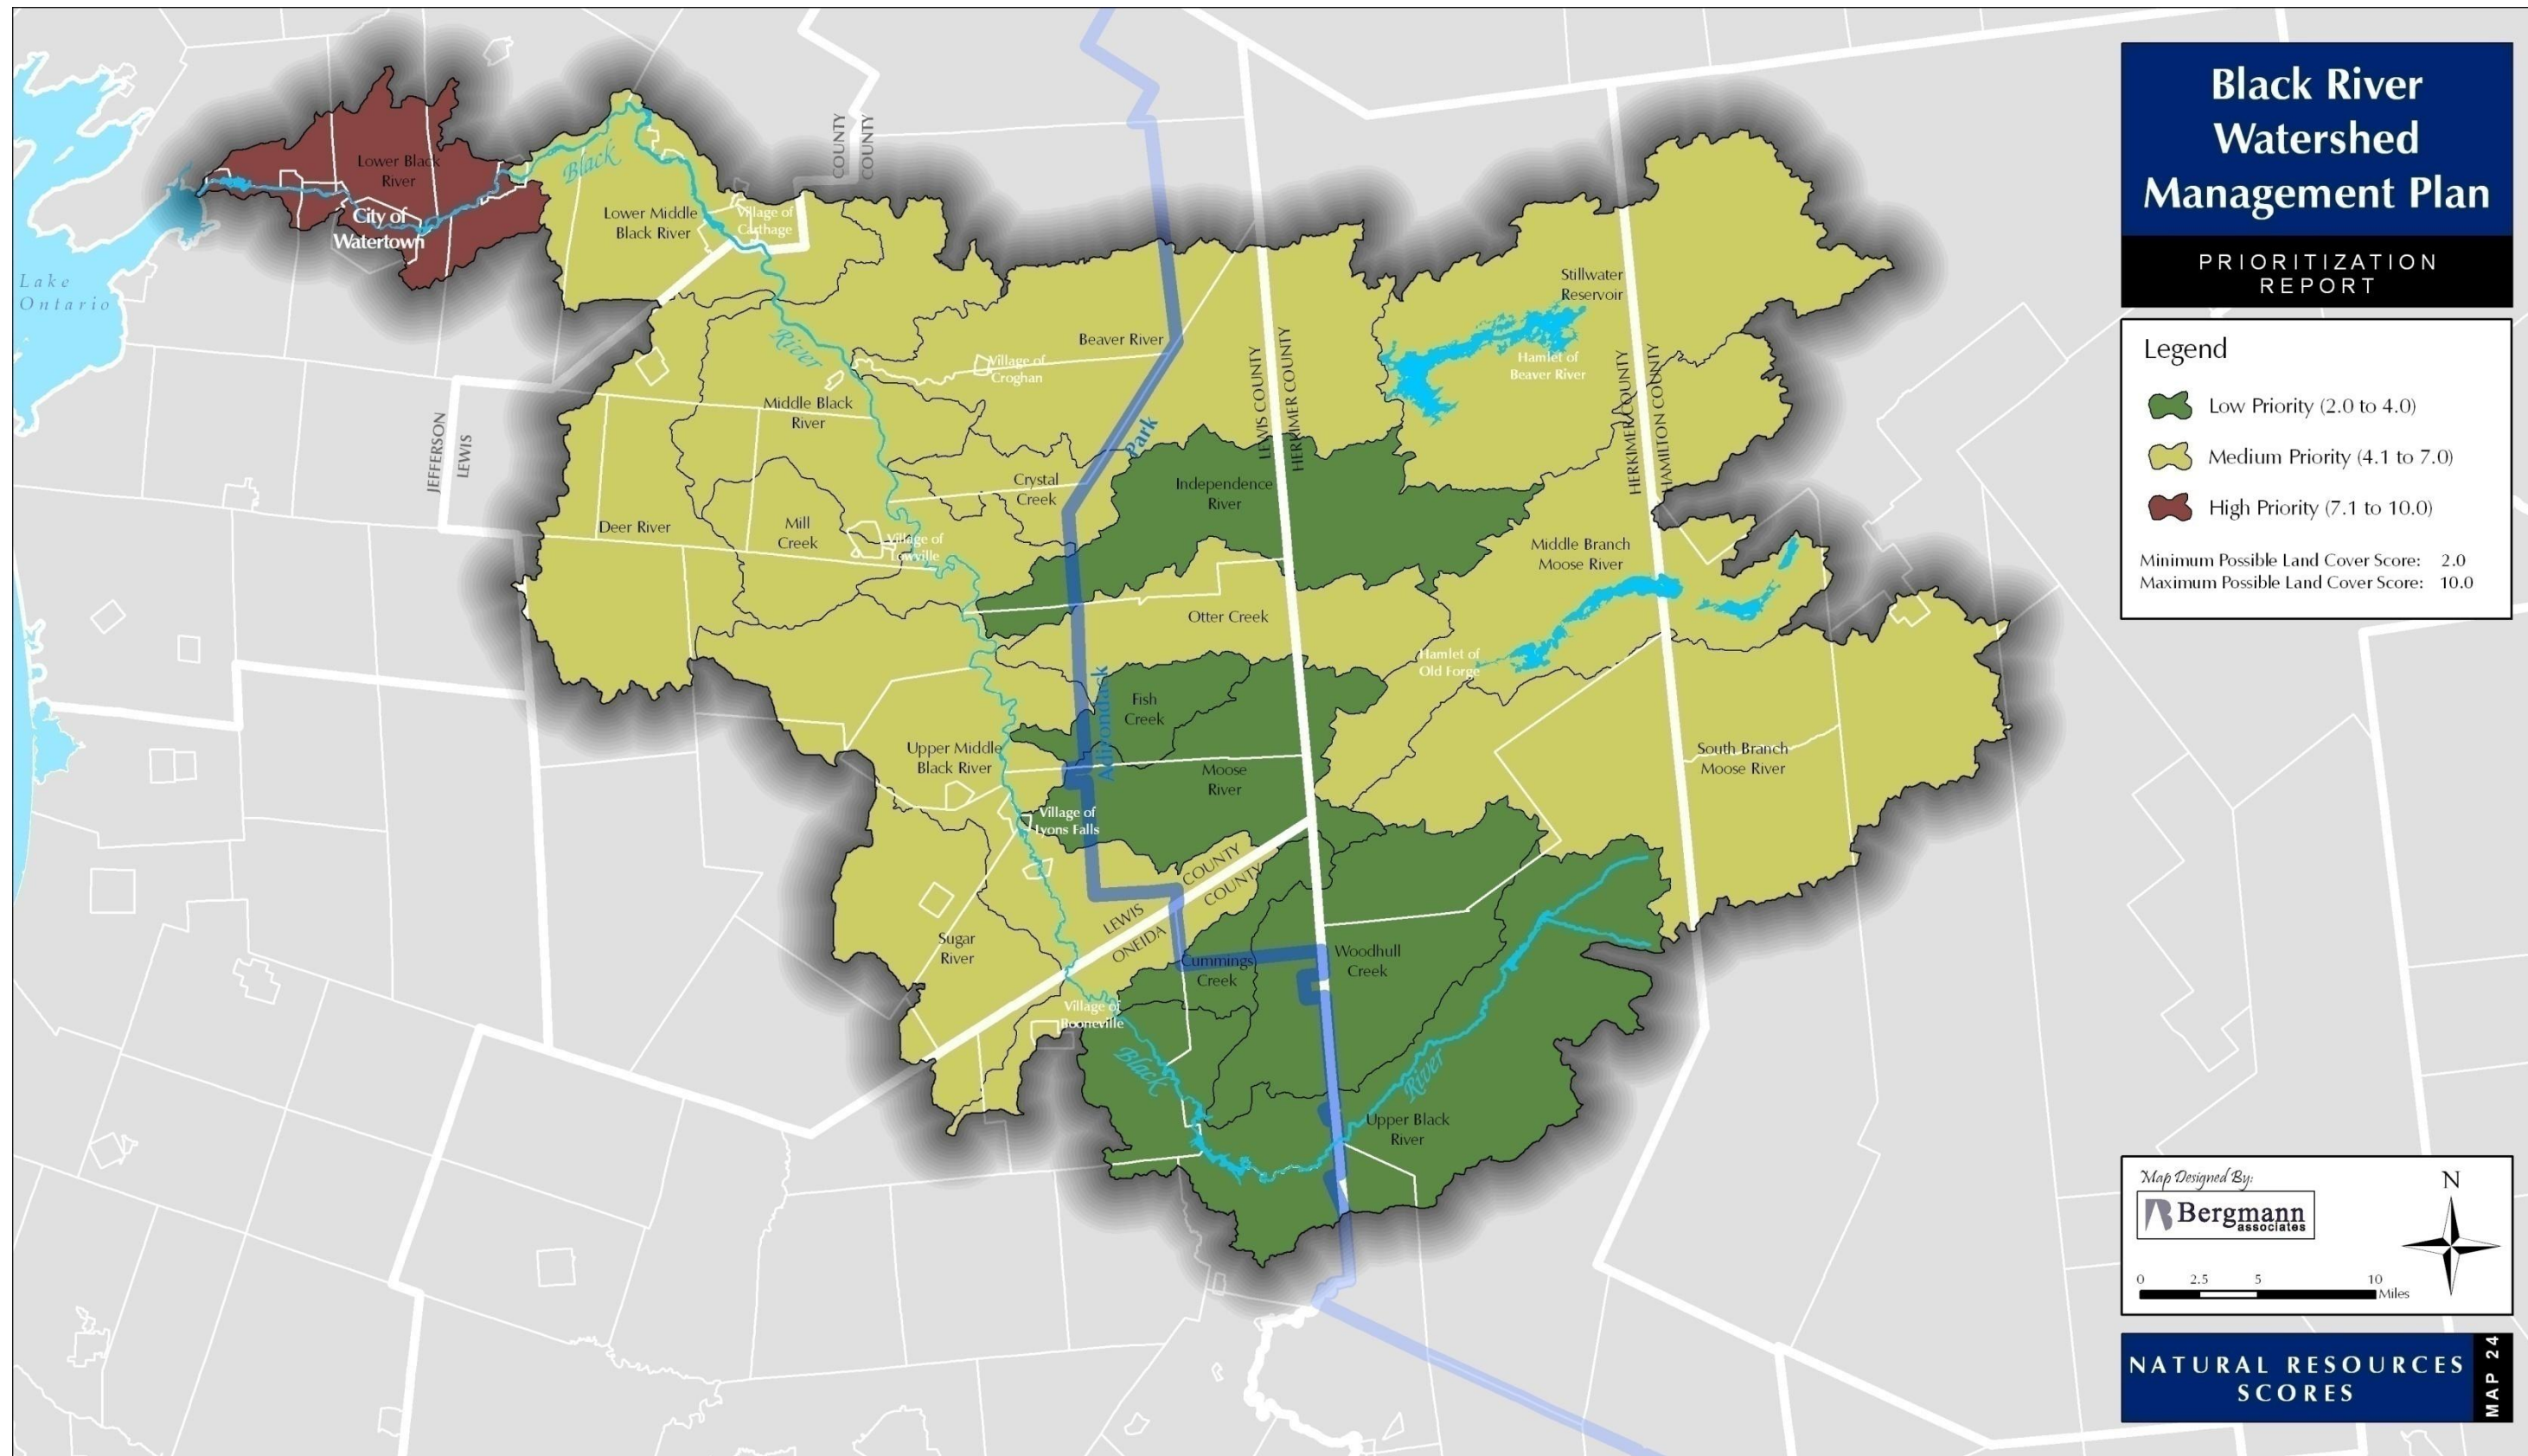 Black River
Watershed
Management Plan
PRIORITIZATION
REPORT
Legend
Low Priority (2.0 to 4.0)
Medium Priority (4.1 to 7.0)
High Priority (7.1 to 10.0)
Minimum Possible Land Cover Score: 2.0
Maximum Possible Land Cover Score: 10.0
Lower Black
River
City of
Watertown
Lake
Ontario
Black
Lower Middle
Black River
Village of
Carthage
COUNTY
COUNTY
River
Stillwater
Reservoir
Hamlet of
Beaver River
Beaver River
Village of
Croghan
LEWIS COUNTY
HERKIMER COUNTY
HERKIMER COUNTY
HAMILTON COUNTY
Middle Black
River
Park
JEFFERSON
LEWIS
Crystal
Creek
Independence
River
Deer River
Mill
Creek
Village of
Lowville
Middle Branch
Moose River
Otter Creek
Hamlet of
Old Forge
Adirondack
Fish
Creek
Upper Middle
Black River
Moose
River
South Branch
Moose River
Village of
Lyons Falls
LEWIS
COUNTY
ONEIDA
COUNTY
Sugar
River
Cummings
Creek
Woodhull
Creek
Village of
Booneville
Black
River
Upper Black
River
Map Designed By:
Bergmann
associates
N
0 2.5 5 10
Miles
NATURAL RESOURCES
SCORES
MAP 24